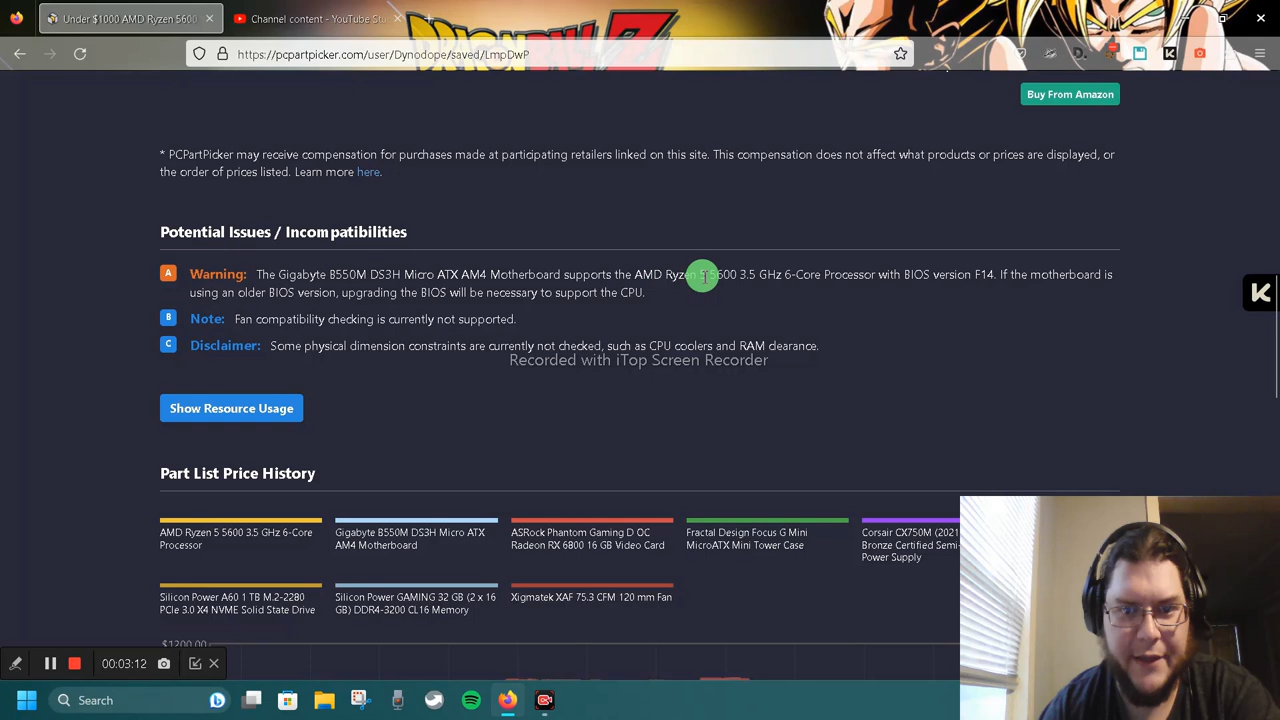 Under $1000 AMD Ryzen 5600
Channel content - YouTube Stu
https://pcpartpicker.com/user/Dynodope/saved/LmpDwP
Buy From Amazon
* PCPartPicker may receive compensation for purchases made at participating retailers linked on this site. This compensation does not affect what products or prices are displayed, or
the order of prices listed. Learn more here.
Potential Issues / Incompatibilities
A Warning: The Gigabyte B550M DS3H Micro ATX AM4 Motherboard supports the AMD Ryzen 5 5600 3.5 GHz 6-Core Processor with BIOS version F14. If the motherboard is
using an older BIOS version, upgrading the BIOS will be necessary to support the CPU.
B Note: Fan compatibility checking is currently not supported.
C Disclaimer: Some physical dimension constraints are currently not checked, such as CPU coolers and RAM clearance.
Recorded with iTop Screen Recorder
Show Resource Usage
Part List Price History
AMD Ryzen 5 5600 3.5 GHz 6-Core
Processor
Gigabyte B550M DS3H Micro ATX
AM4 Motherboard
ASRock Phantom Gaming D OC
Radeon RX 6800 16 GB Video Card
Fractal Design Focus G Mini
MicroATX Mini Tower Case
Corsair CX750M (2021
Bronze Certified Semi-
Power Supply
Silicon Power A60 1 TB M.2-2280
PCIe 3.0 X4 NVME Solid State Drive
Silicon Power GAMING 32 GB (2 x 16
GB) DDR4-3200 CL16 Memory
Xigmatek XAF 75.3 CFM 120 mm Fan
$1200.00
00:03:12
Search